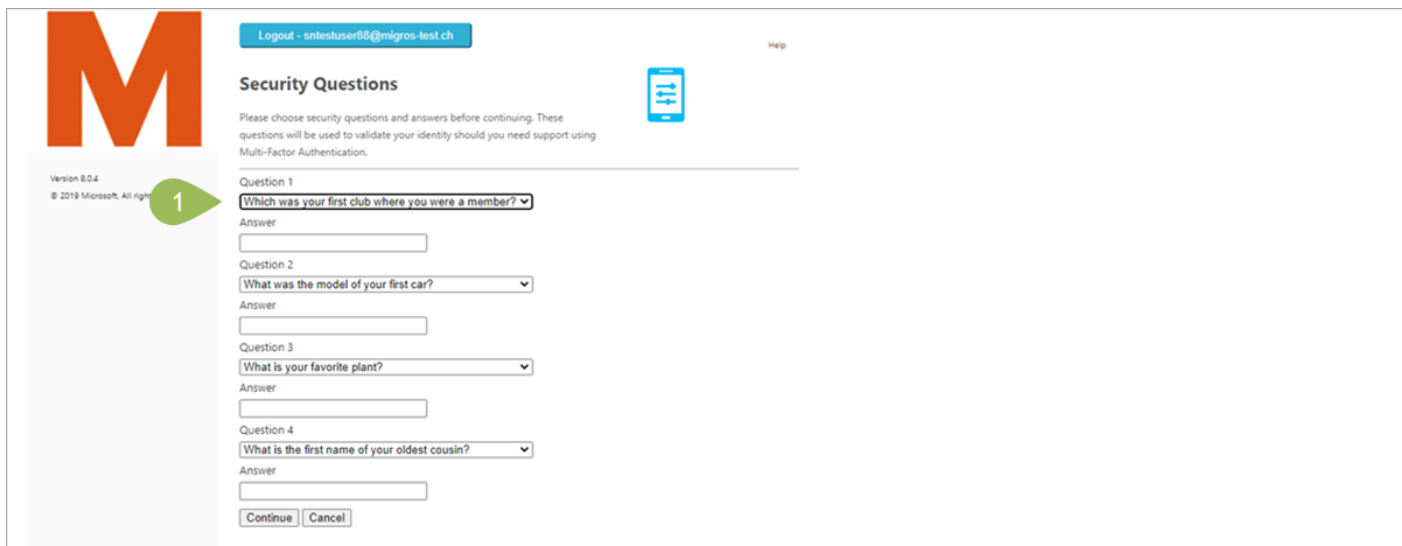 M
Logout - sntestuser88@migros-test.ch
Help
Security Questions
Please choose security questions and answers before continuing. These
questions will be used to validate your identity should you need support using
Multi-Factor Authentication.
Version 8.0.4
© 2019 Microsoft. All righ
1
Question 1
Which was your first club where you were a member?
Answer
Question 2
What was the model of your first car?
Answer
Question 3
What is your favorite plant?
Answer
Question 4
What is the first name of your oldest cousin?
Answer
Continue Cancel